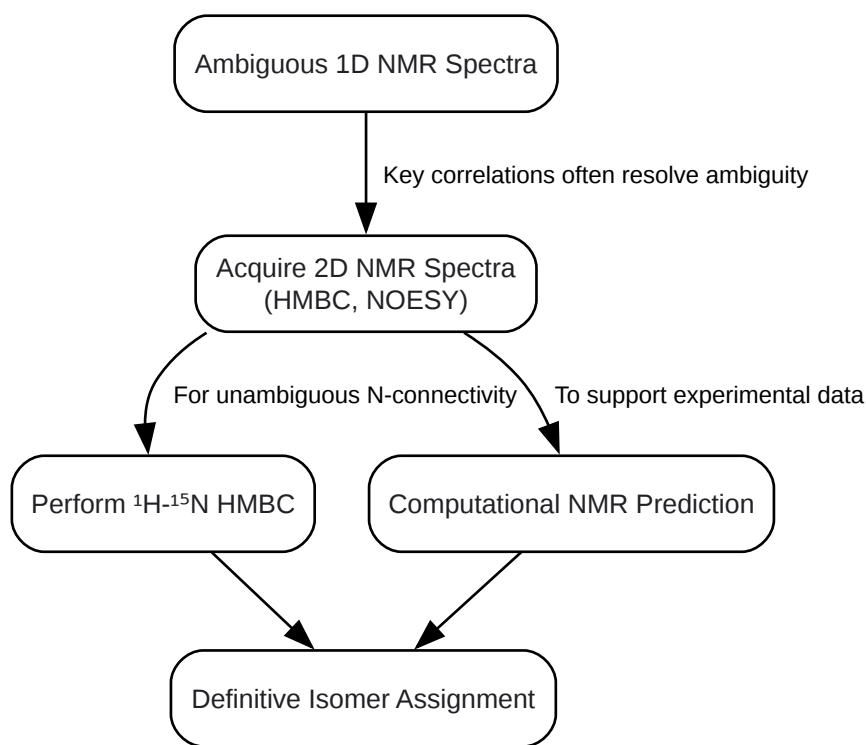 Ambiguous 1D NMR Spectra
Key correlations often resolve ambiguity
Acquire 2D NMR Spectra
(HMBC, NOESY)
For unambiguous N-connectivity
To support experimental data
Perform ¹H-¹⁵N HMBC
Computational NMR Prediction
Definitive Isomer Assignment